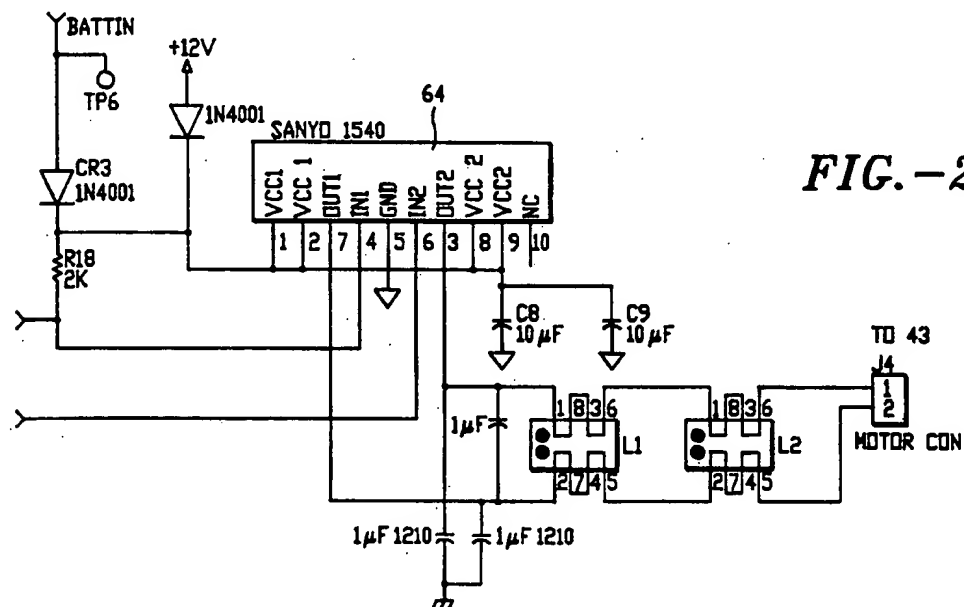 BATTIN
TP6
+12V
1N4001
CR3
1N4001
R18
2K
64
SANYO 1540
VCC1
VCC 1
OUT1
IN1
GND
IN2
OUT2
VCC 2
VCC2
NC
1 2 7 4 5 6 3 8 9 10
FIG.-2
C8
10 µF
C9
10 µF
TO 43
J4
1
2
MOTOR CON
1µF
1 8 3 6
L1
2 7 4 5
1 8 3 6
L2
2 7 4 5
1µF 1210
1µF 1210